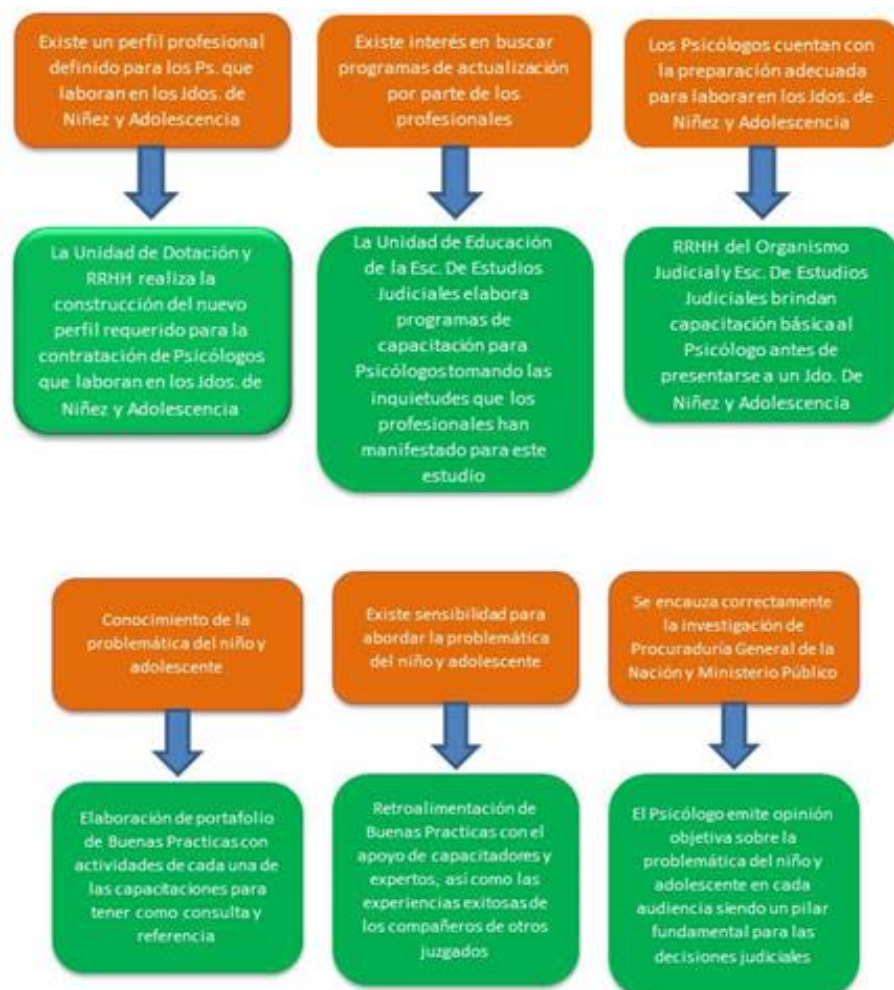 Existe un perfil profesional
definido para los Ps. que
laboran en los Jdos. de
Niñez y Adolescencia
Existe interés en buscar
programas de actualización
por parte de los
profesionales
Los Psicólogos cuentan con
la preparación adecuada
para laborar en los Jdos. de
Niñez y Adolescencia
La Unidad de Dotación y
RRHH realiza la
construcción del nuevo
perfil requerido para la
contratación de Psicólogos
que laboran en los Jdos. de
Niñez y Adolescencia
La Unidad de Educación
de la Esc. De Estudios
Judiciales elabora
programas de
capacitación para
Psicólogos tomando las
inquietudes que los
profesionales han
manifestado para este
estudio
RRHH del Organismo
Judicial y Esc. De Estudios
Judiciales brindan
capacitación básica al
Psicólogo antes de
presentarse a un Jdo. De
Niñez y Adolescencia
Conocimiento de la
problemática del niño y
adolescente
Existe sensibilidad para
abordar la problemática
del niño y adolescente
Se encauza correctamente
la investigación de
Procuraduría General de la
Nación y Ministerio Público
Elaboración de portafolio
de Buenas Practicas con
actividades de cada una de
las capacitaciones para
tener como consulta y
referencia
Retroalimentación de
Buenas Practicas con el
apoyo de capacitadores y
expertos, así como las
experiencias exitosas de
los compañeros de otros
juzgados
El Psicólogo emite opinión
objetiva sobre la
problemática del niño y
adolescente en cada
audiencia siendo un pilar
fundamental para las
decisiones judiciales